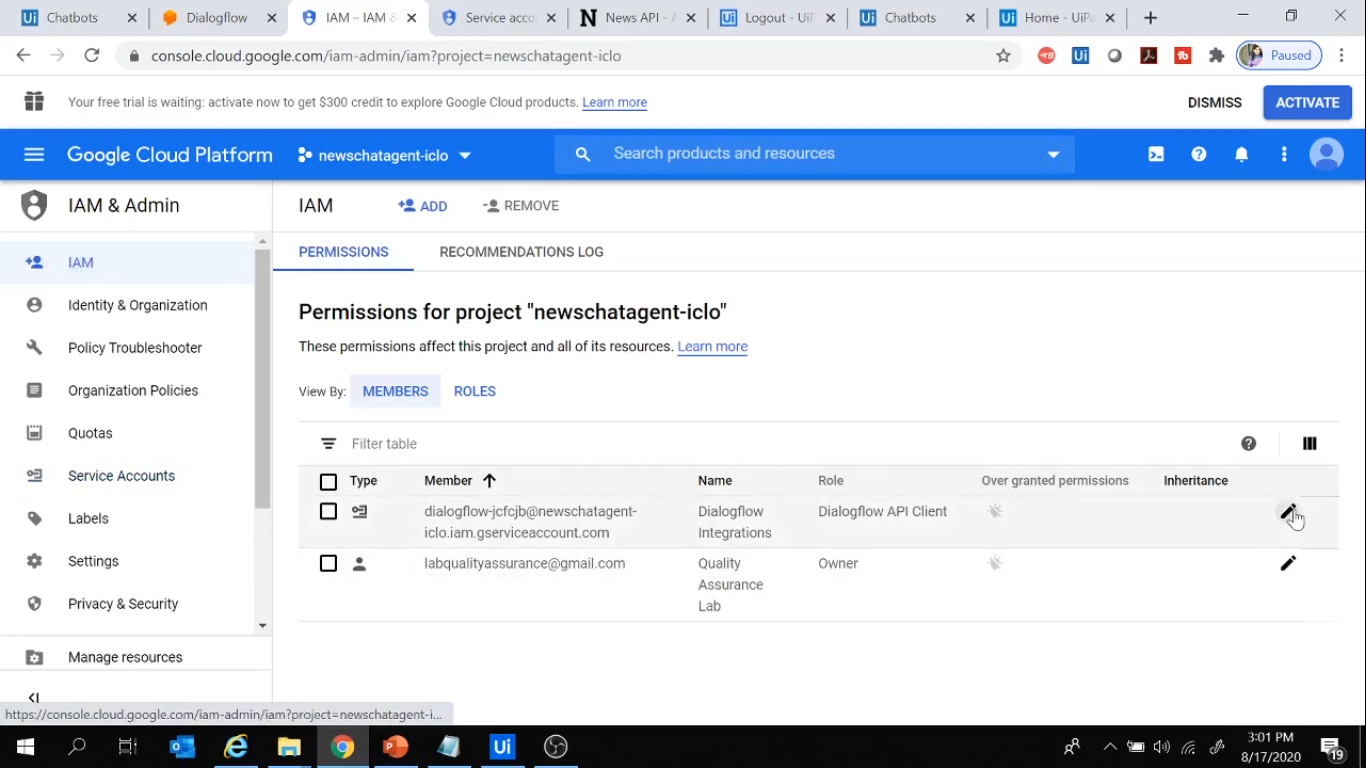 Chatbots
Dialogflow
IAM – IAM &
Service acco
News API - A
Logout - UiP
Chatbots
Home - UiPa
console.cloud.google.com/iam-admin/iam?project=newschatagent-iclo
Paused
Your free trial is waiting: activate now to get $300 credit to explore Google Cloud products. Learn more
DISMISS
ACTIVATE
Google Cloud Platform
newschatagent-iclo
Search products and resources
IAM & Admin
IAM
ADD
REMOVE
IAM
Identity & Organization
Policy Troubleshooter
Organization Policies
Quotas
Service Accounts
Labels
Settings
Privacy & Security
Manage resources
PERMISSIONS
RECOMMENDATIONS LOG
Permissions for project "newschatagent-iclo"
These permissions affect this project and all of its resources. Learn more
View By: MEMBERS ROLES
Filter table
Type Member Name Role Over granted permissions Inheritance
dialogflow-jcfcjb@newschatagent-
iclo.iam.gserviceaccount.com
Dialogflow
Integrations
Dialogflow API Client
labqualityassurance@gmail.com
Quality
Assurance
Lab
Owner
https://console.cloud.google.com/iam-admin/iam?project=newschatagent-i...
3:01 PM
8/17/2020
19